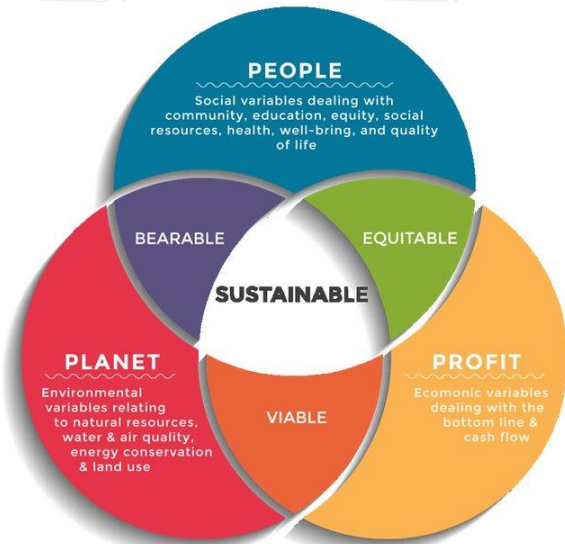 PEOPLE
Social variables dealing with
community, education, equity, social
resources, health, well-bring, and quality
of life
BEARABLE
EQUITABLE
SUSTAINABLE
PLANET
Environmental
variables relating
to natural resources,
water & air quality,
energy conservation
& land use
PROFIT
Ecomonic variables
dealing with the
bottom line &
cash flow
VIABLE